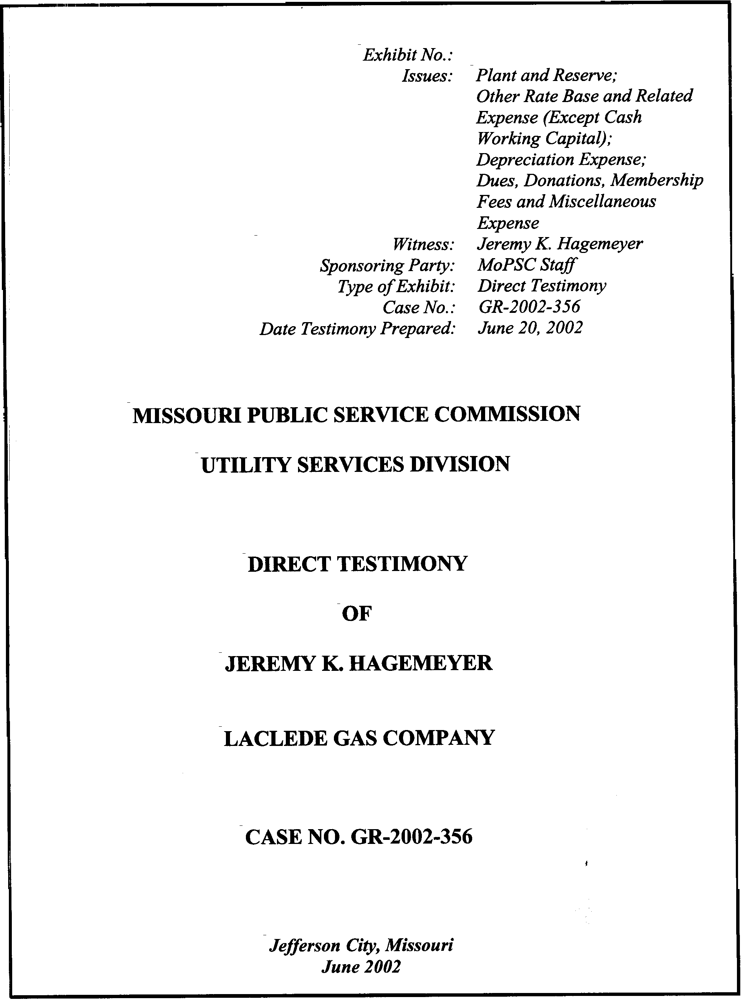 Exhibit No.:
Issues: Plant and Reserve;
Other Rate Base and Related
Expense (Except Cash
Working Capital);
Depreciation Expense;
Dues, Donations, Membership
Fees and Miscellaneous
Expense
Witness: Jeremy K. Hagemeyer
Sponsoring Party: MoPSC Staff
Type of Exhibit: Direct Testimony
Case No.: GR-2002-356
Date Testimony Prepared: June 20, 2002
MISSOURI PUBLIC SERVICE COMMISSION
UTILITY SERVICES DIVISION
DIRECT TESTIMONY
OF
JEREMY K. HAGEMEYER
LACLEDE GAS COMPANY
CASE NO. GR-2002-356
Jefferson City, Missouri
June 2002